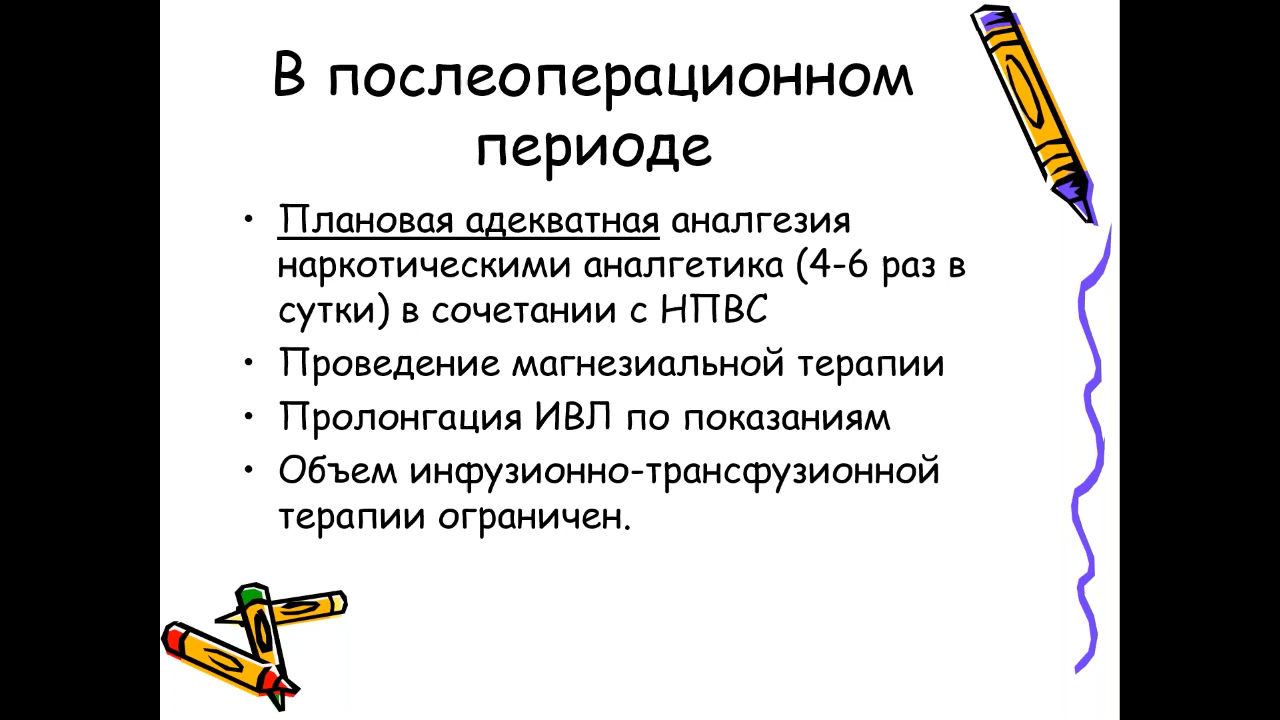 В послеоперационном
периоде
• Плановая адекватная аналгезия
наркотическими аналгетика (4-6 раз в
сутки) в сочетании с НПВС
• Проведение магнезиальной терапии
• Пролонгация ИВЛ по показаниям
• Объем инфузионно-трансфузионной
терапии ограничен.